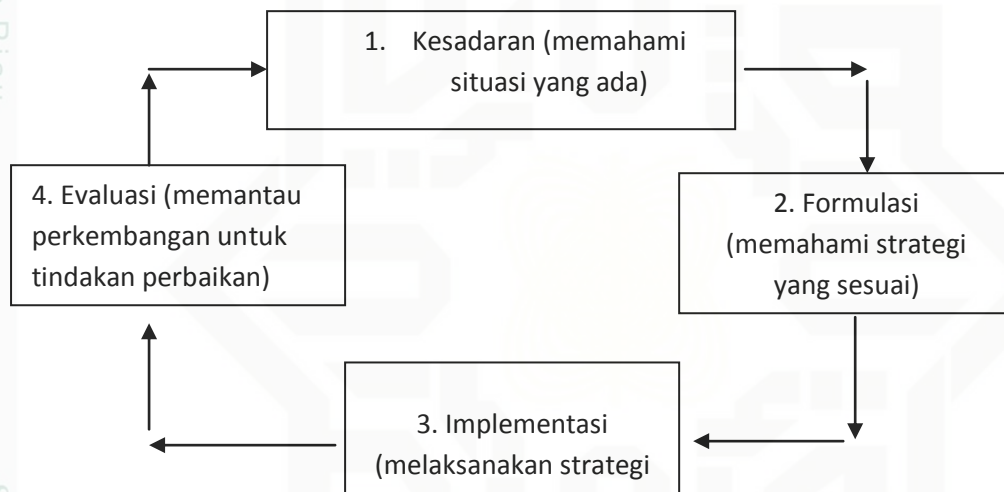 1. Kesadaran (memahami
situasi yang ada)
2. Formulasi
(memahami strategi
yang sesuai)
3. Implementasi
(melaksanakan strategi
4. Evaluasi (memantau
perkembangan untuk
tindakan perbaikan)